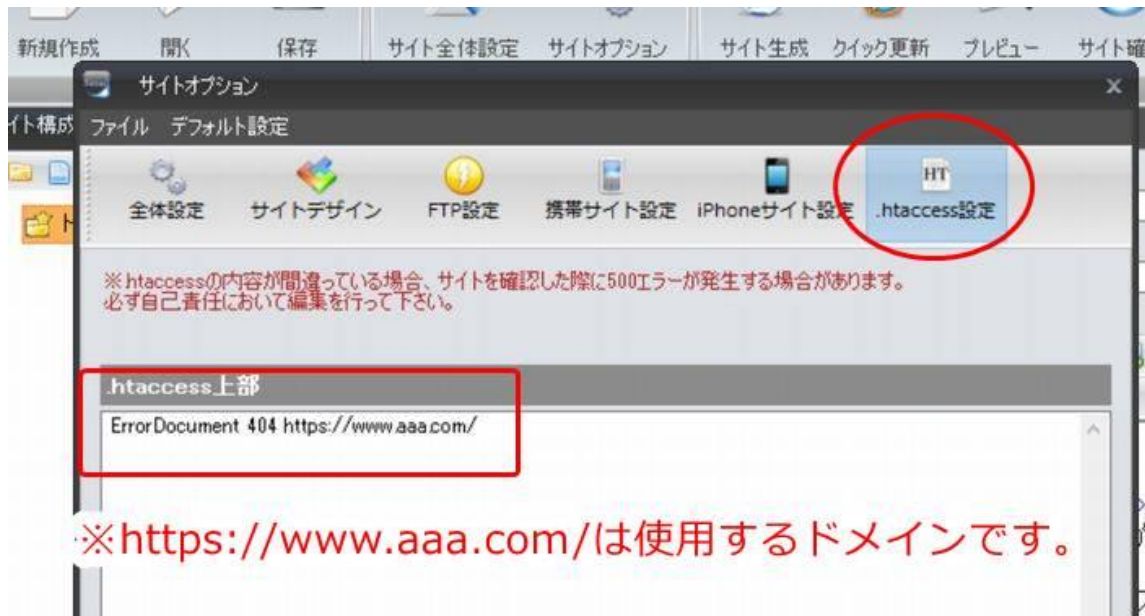 新規作成 開く 保存 サイト全体設定 サイトオプション サイト生成 クイック更新 プレビュー サイト確
サイトオプション x
イト構成
ファイル デフォルト設定
ト
全体設定 サイトデザイン FTP設定 携帯サイト設定 iPhoneサイト設定 HT .htaccess設定
※htaccessの内容が間違っている場合、サイトを確認した際に500エラーが発生する場合があります。
必ず自己責任において編集を行って下さい。
.htaccess上部
ErrorDocument 404 https://www.aaa.com/
※https://www.aaa.com/は使用するドメインです。